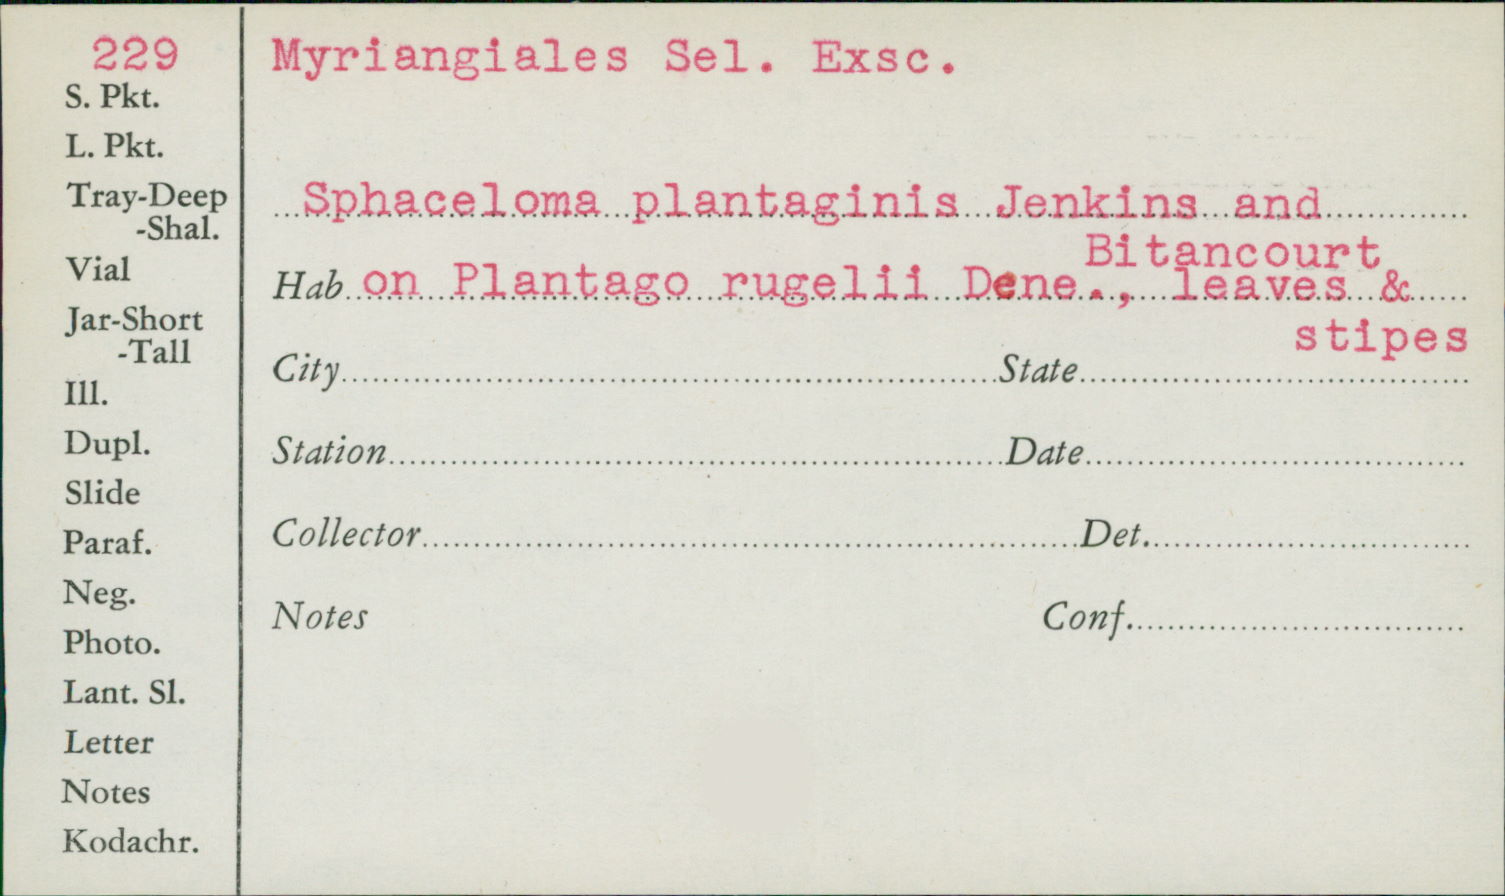 229
S. Pkt.
L. Pkt.
Tray-Deep
-Shal.
Vial
Jar-Short
-Tall
Ill.
Dupl.
Slide
Paraf.
Neg.
Photo.
Lant. Sl.
Letter
Notes
Kodachr.
Myriangiales Sel. Exsc.
Sphaceloma plantaginis Jenkins and
Bitancourt
Hab on Plantago rugelii Dene., leaves &
stipes
City State
Station Date
Collector Det.
Notes Conf.